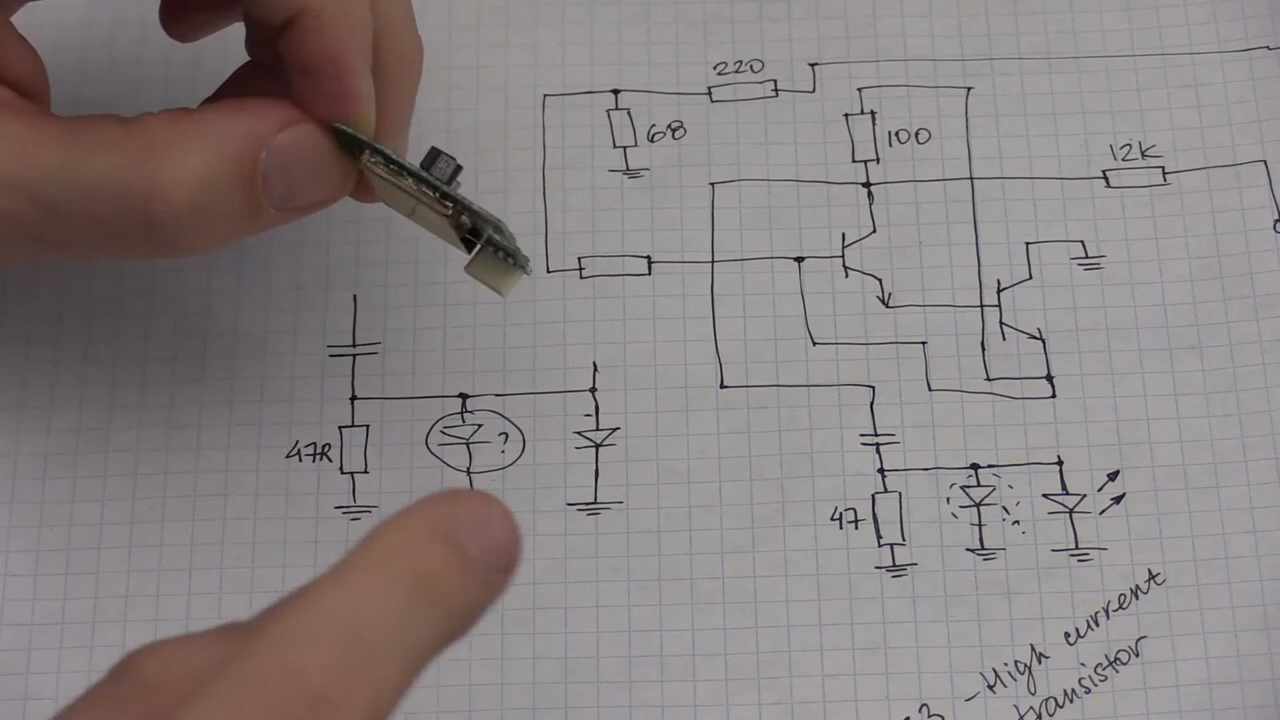 220
68
100
12K
47R
?
47
- High current
transistor